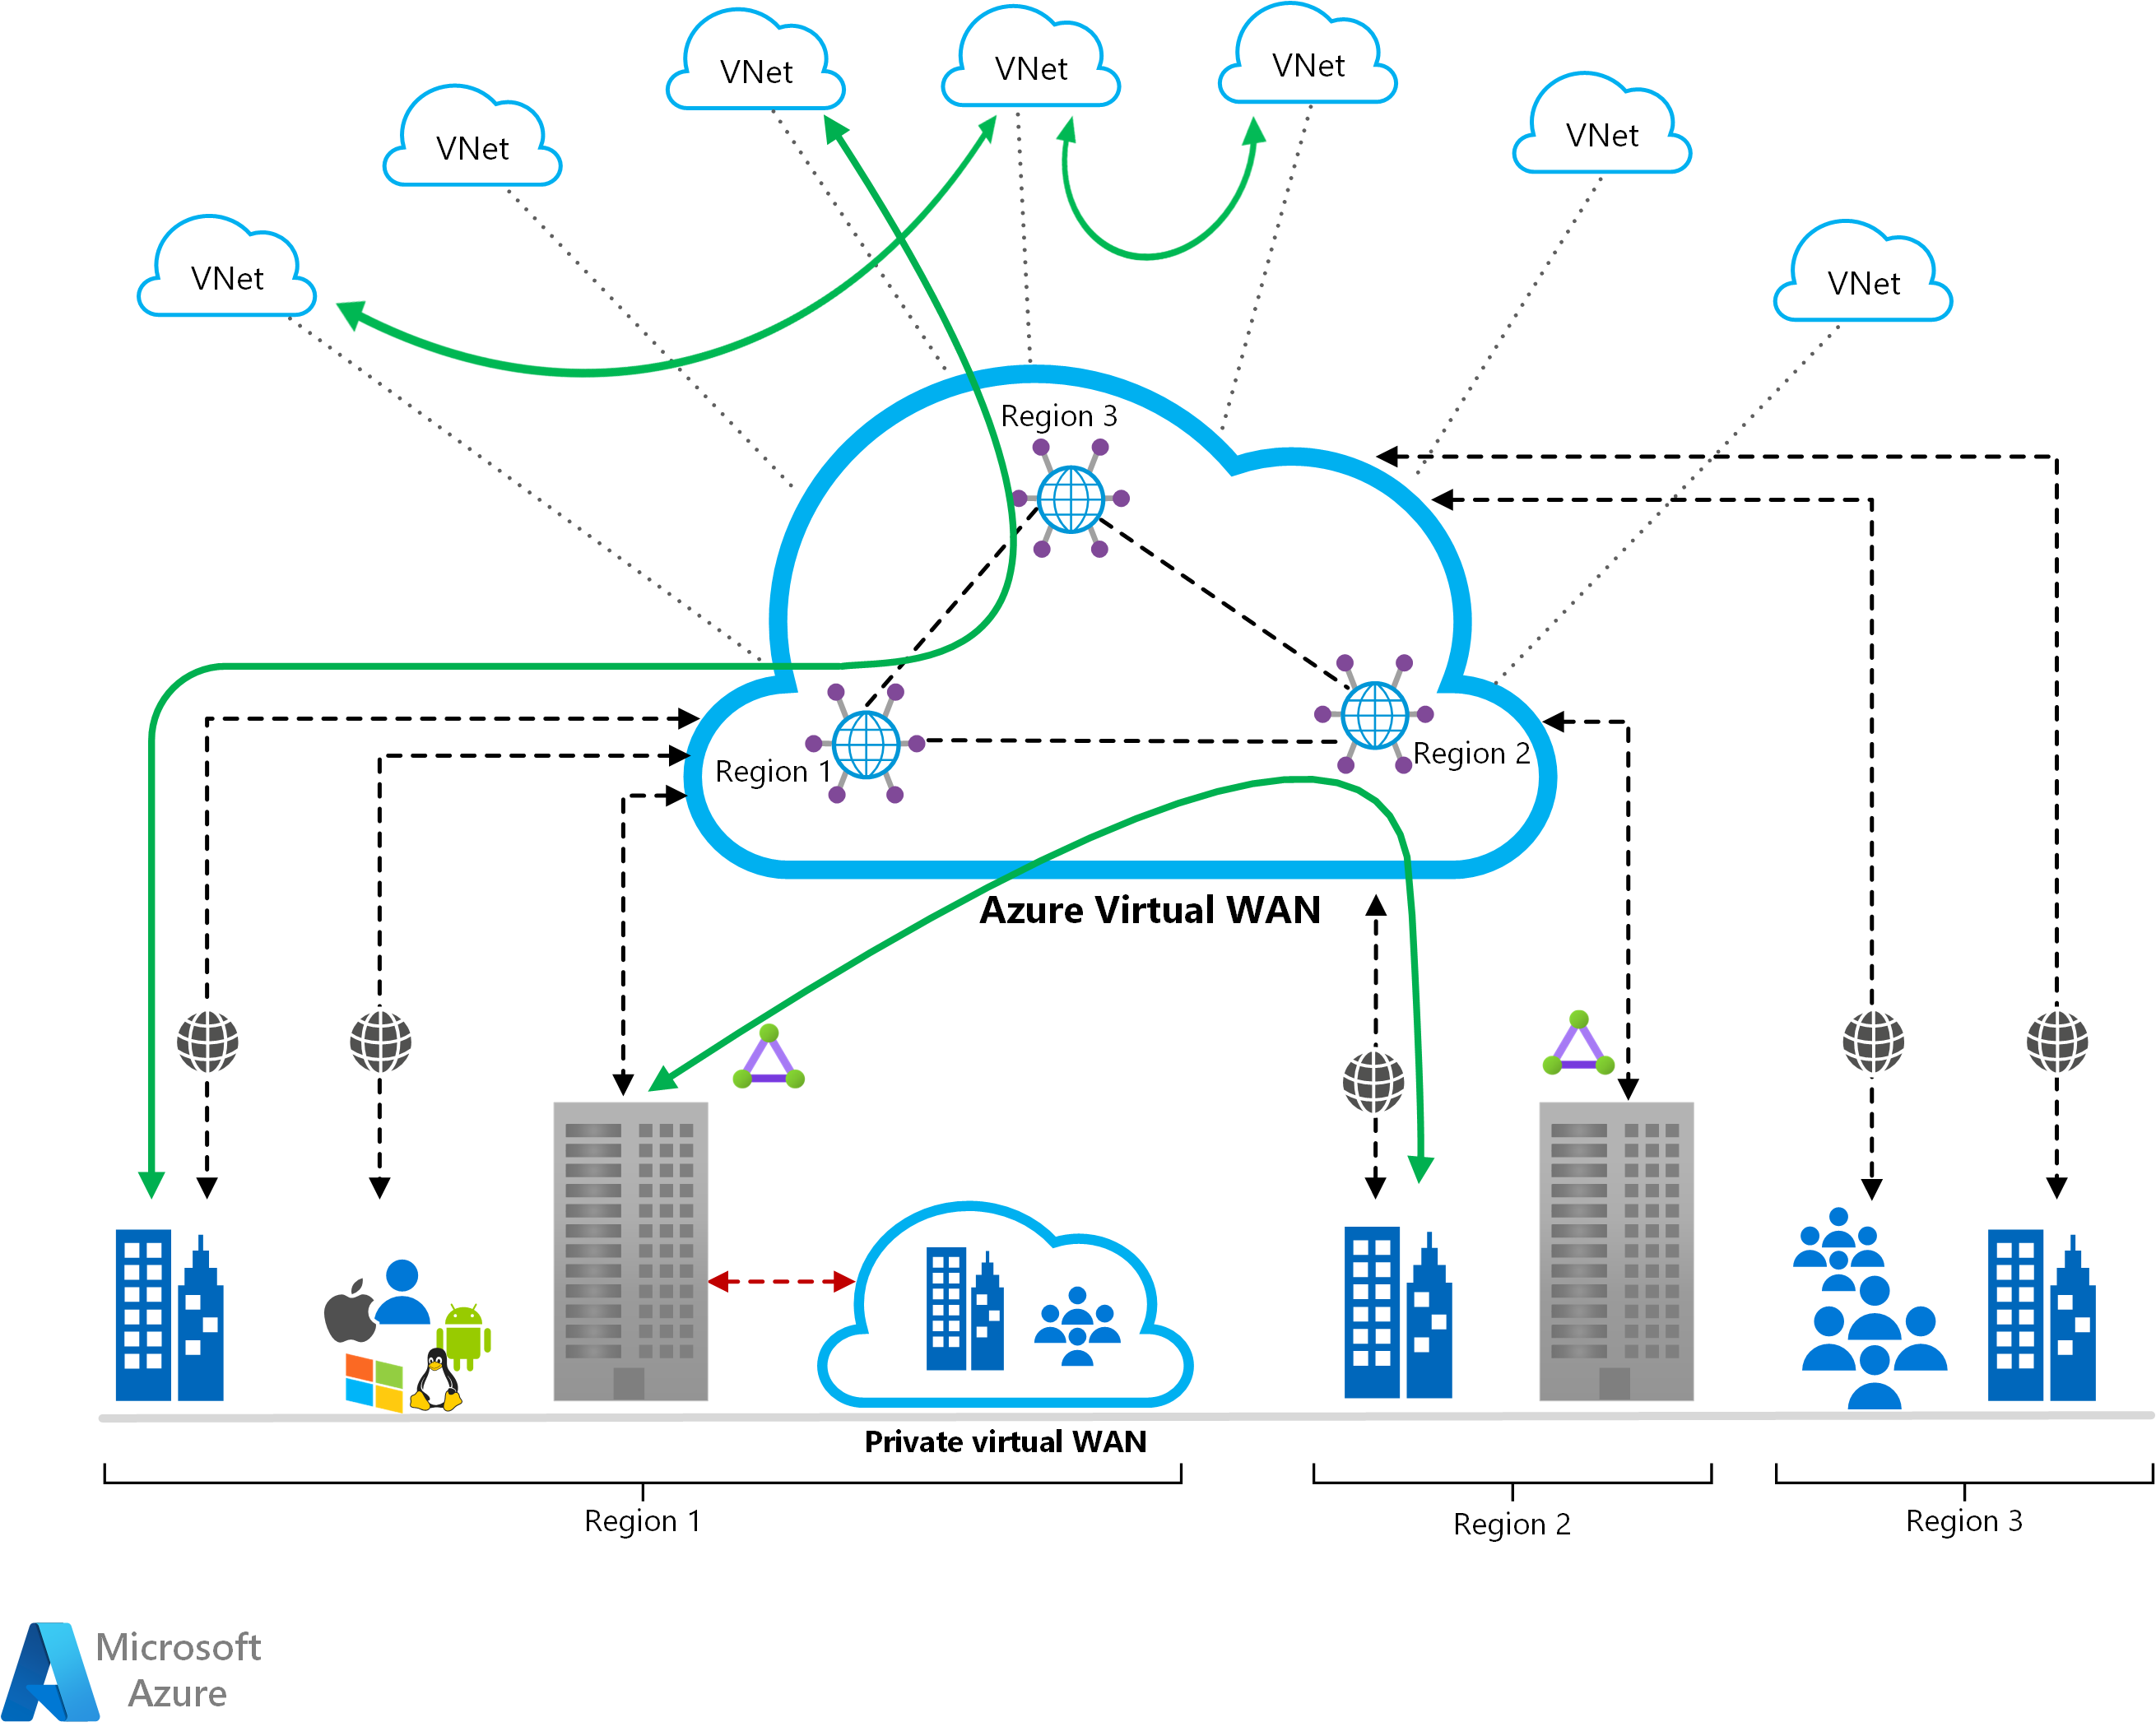 VNet
VNet
VNet
VNet
VNet
VNet
VNet
Region 3
Region 1
Region 2
Azure Virtual WAN
Private virtual WAN
Region 1
Region 2
Region 3
Microsoft
Azure